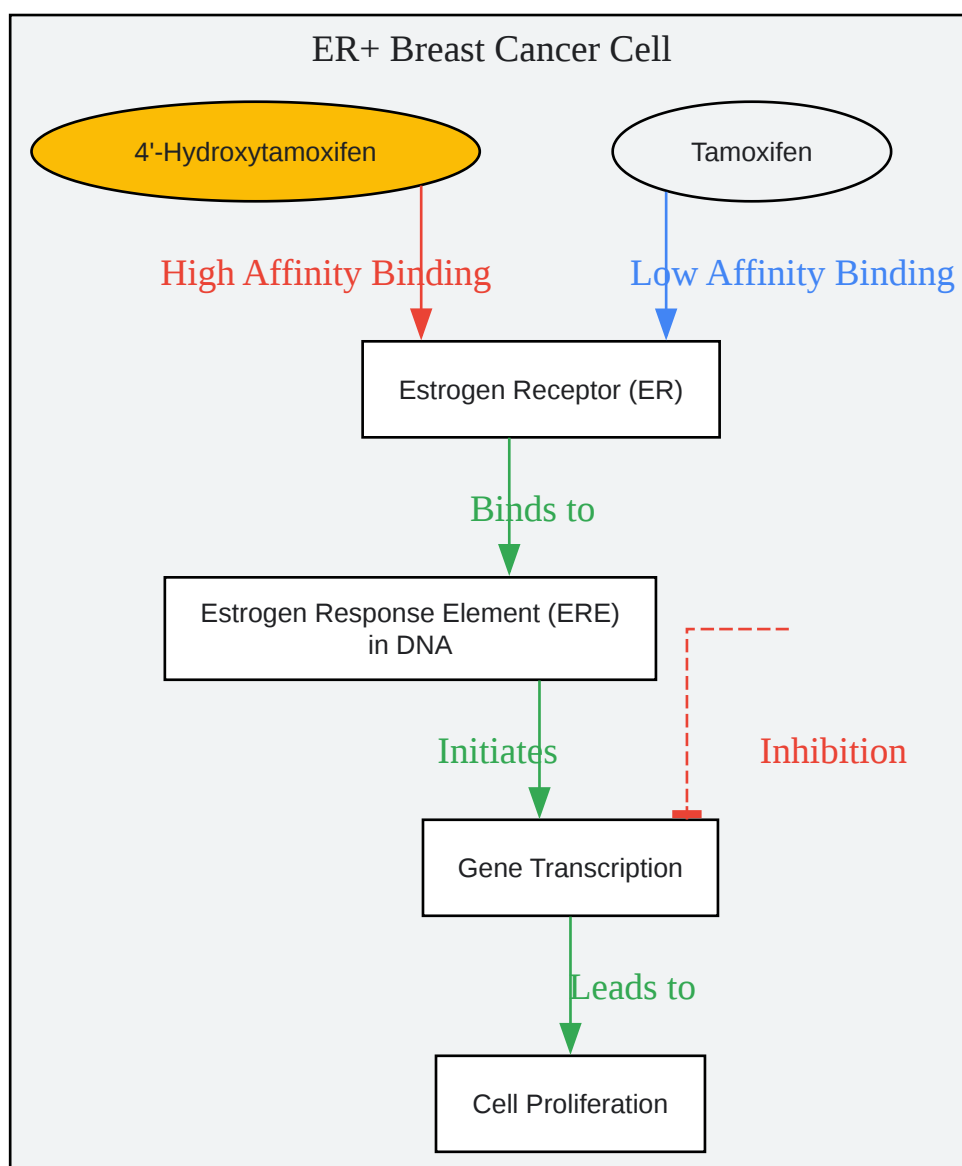 ER+ Breast Cancer Cell
4'-Hydroxytamoxifen
Tamoxifen
High Affinity Binding
Low Affinity Binding
Estrogen Receptor (ER)
Binds to
Estrogen Response Element (ERE)
in DNA
Initiates
Inhibition
Gene Transcription
Leads to
Cell Proliferation